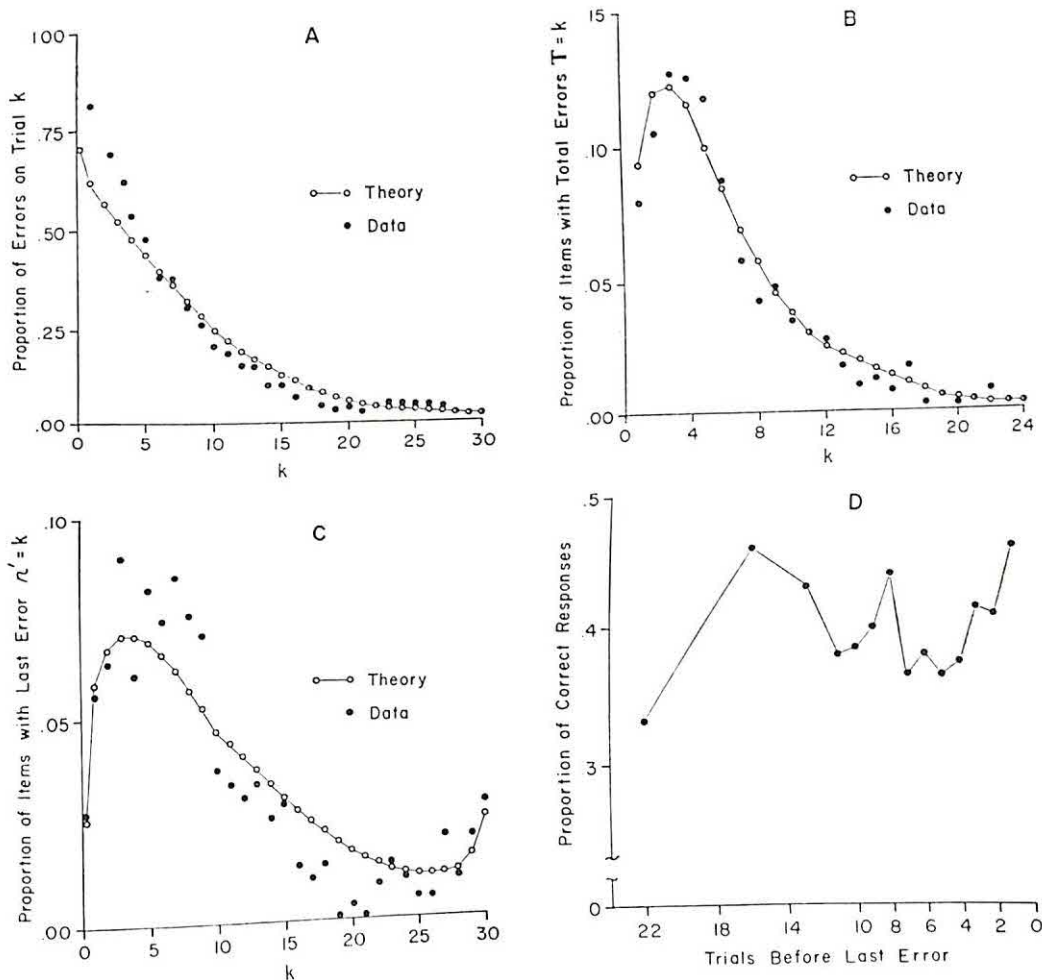 A
Proportion of Errors on Trial k
1 00
.75
.50
.25
.00
Theory
Data
0 5 10 15 20 25 30
k
B
Proportion of Items with Total Errors T = k
.15
.10
.05
.00
Theory
Data
0 4 8 12 16 20 24
k
C
Proportion of Items with Last Error n' = k
.10
.05
.00
Theory
Data
0 5 10 15 20 25 30
k
D
Proportion of Correct Responses
.5
.4
.3
0
22 18 14 10 8 6 4 2 0
Trials Before Last Error